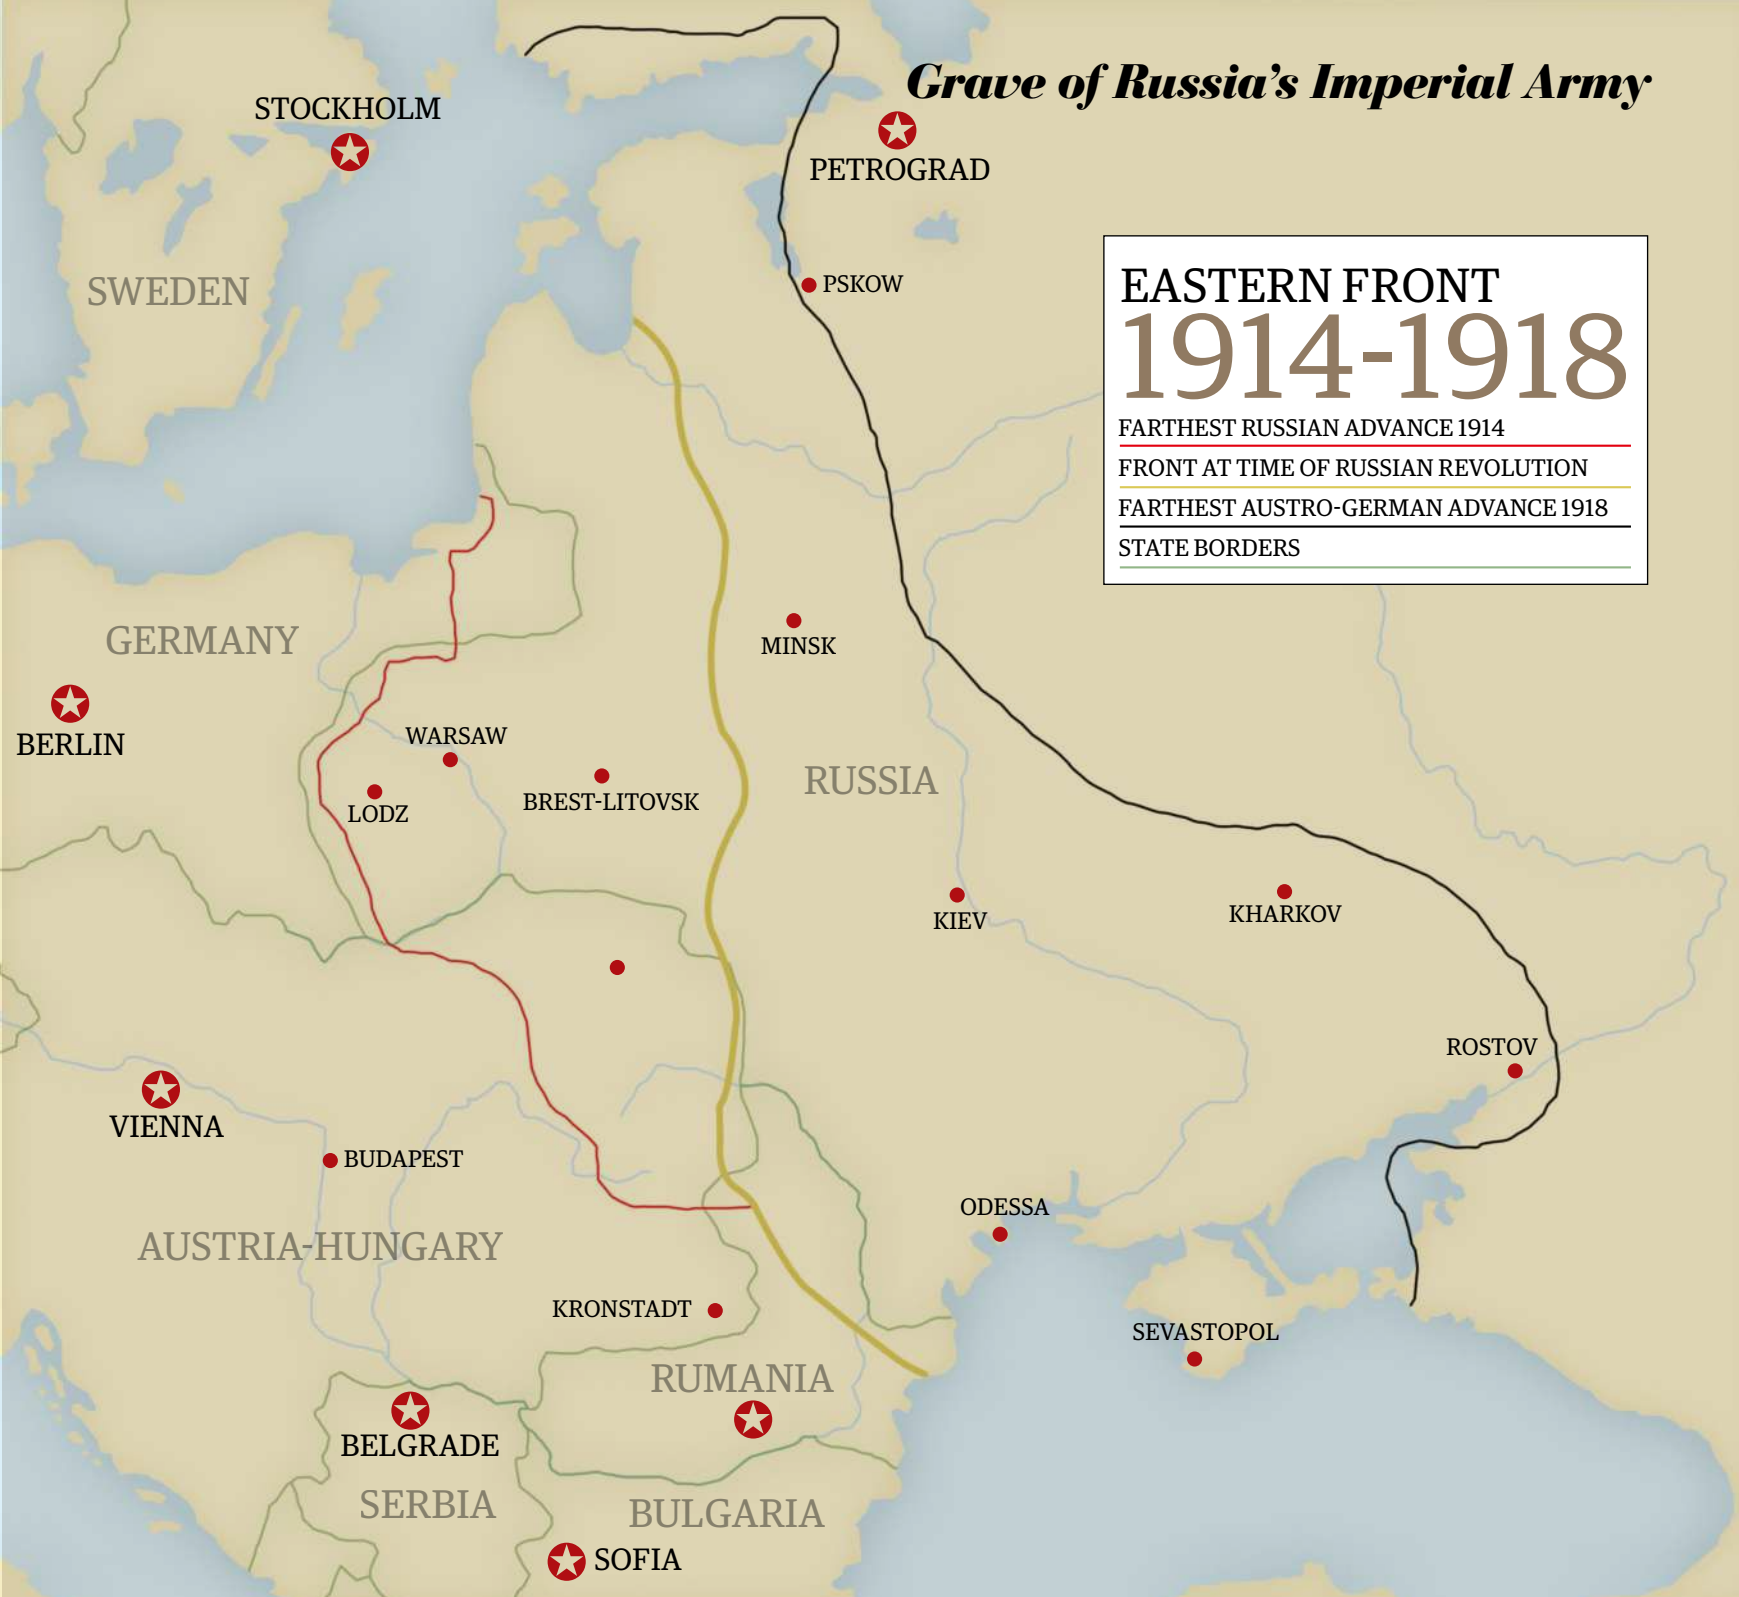 Grave of Russia's Imperial Army
STOCKHOLM
PETROGRAD
SWEDEN
PSKOW
EASTERN FRONT
1914-1918
FARTHEST RUSSIAN ADVANCE 1914
FRONT AT TIME OF RUSSIAN REVOLUTION
FARTHEST AUSTRO-GERMAN ADVANCE 1918
STATE BORDERS
GERMANY
MINSK
BERLIN
WARSAW
RUSSIA
BREST-LITOVSK
LODZ
KIEV
KHARKOV
ROSTOV
VIENNA
BUDAPEST
ODESSA
AUSTRIA-HUNGARY
KRONSTADT
SEVASTOPOL
RUMANIA
BELGRADE
SERBIA
BULGARIA
SOFIA